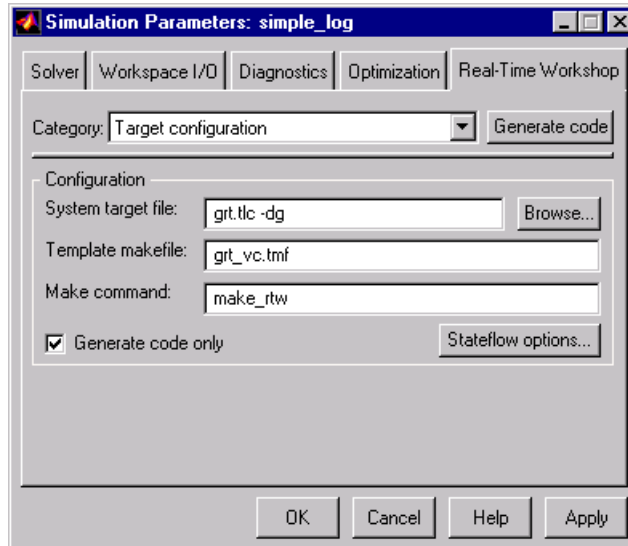 Simulation Parameters: simple_log
Solver Workspace I/O Diagnostics Optimization Real-Time Workshop
Category: Target configuration Generate code
Configuration
System target file: grt.tlc -dg Browse...
Template makefile: grt_vc.tmf
Make command: make_rtw
Generate code only Stateflow options...
OK Cancel Help Apply